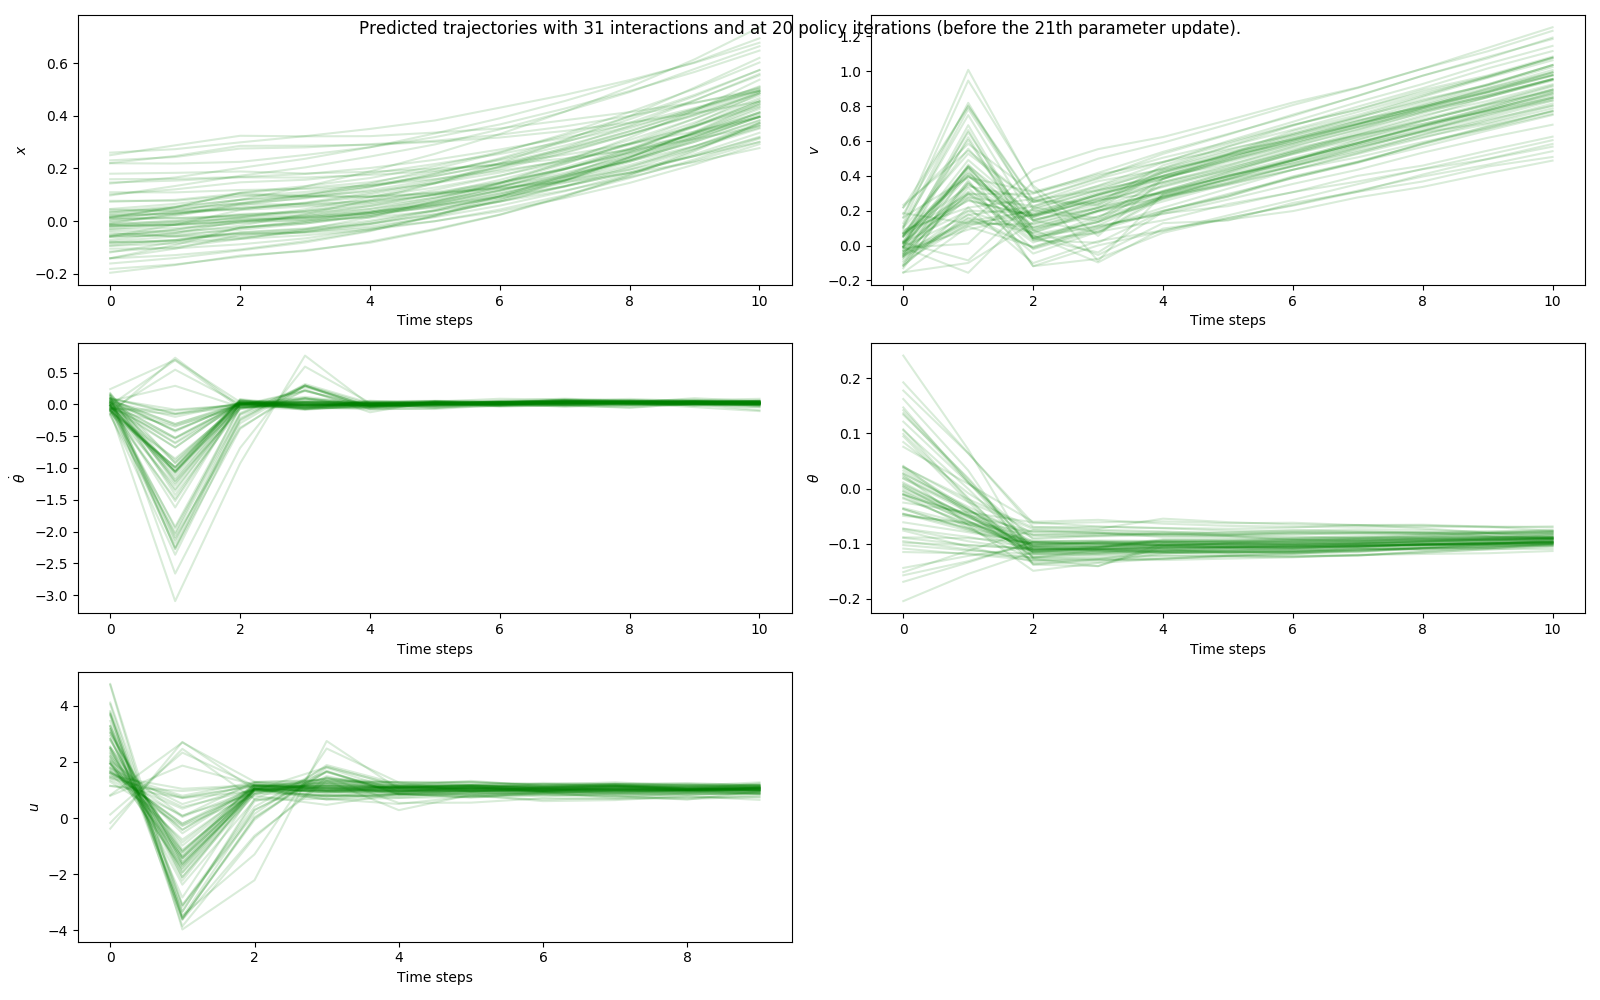 Predicted trajectories with 31 interactions and at 20 policy iterations (before the 21th parameter update).
0.6
0.4
0.2
0.0
−0.2
x
0 2 4 6 8 10
Time steps
1.2
1.0
0.8
0.6
0.4
0.2
0.0
−0.2
v
0 2 4 6 8 10
Time steps
0.5
0.0
−0.5
−1.0
−1.5
−2.0
−2.5
−3.0
θ̇
0 2 4 6 8 10
Time steps
0.2
0.1
0.0
−0.1
−0.2
θ
0 2 4 6 8 10
Time steps
4
2
0
−2
−4
u
0 2 4 6 8
Time steps